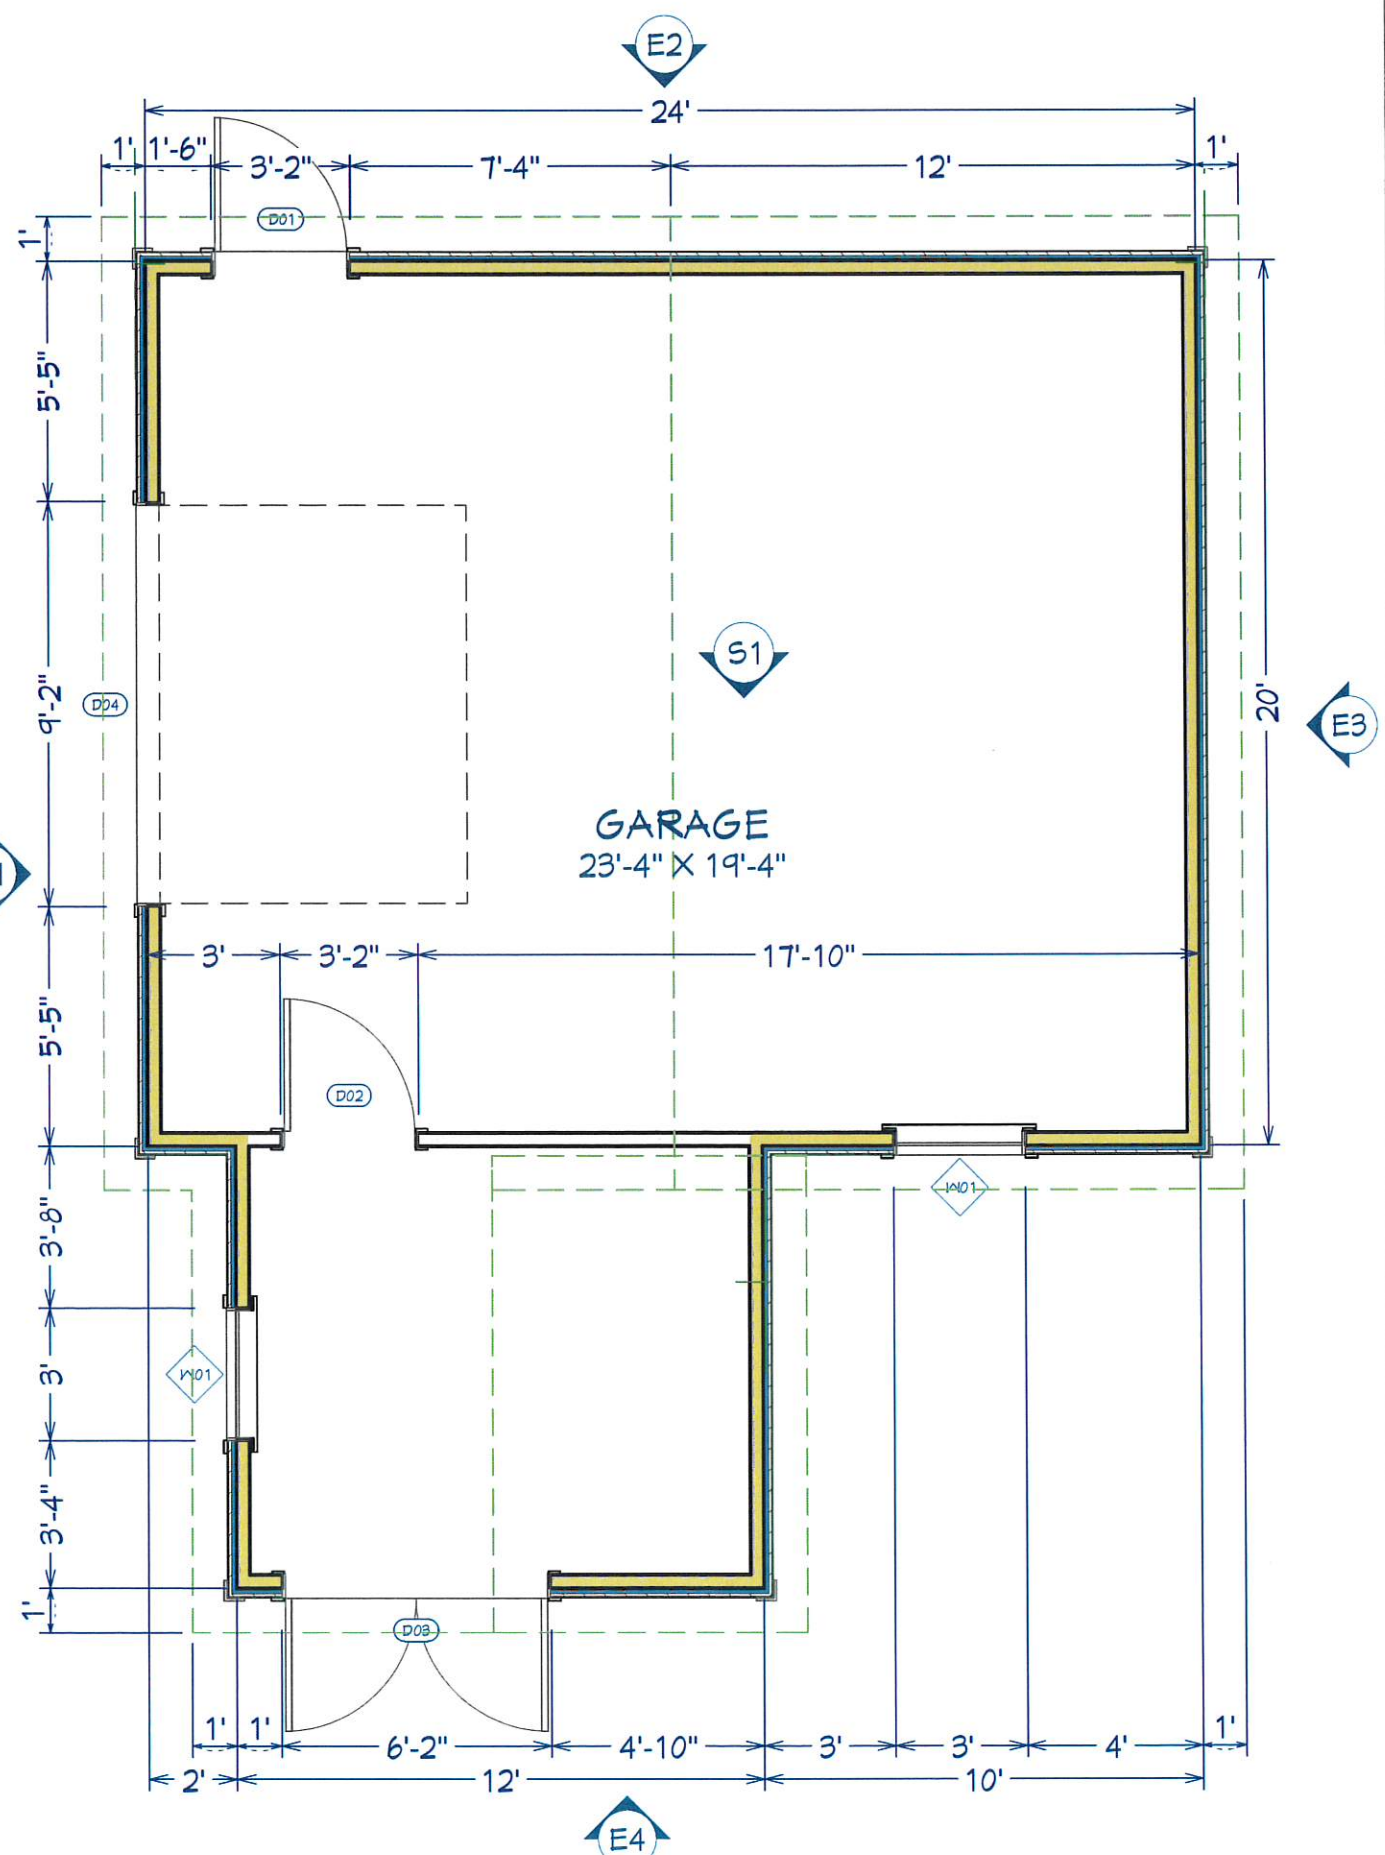 E2
24'
1'
1'-6"
3'-2"
7'-4"
12'
1'
D01
1'
5'-5"
9'-2"
D04
S1
20'
E3
GARAGE
23'-4" X 19'-4"
3'
3'-2"
17'-10"
5'-5"
D02
3'-8"
W01
W01
3'
3'-4"
1'
D03
1'
1'
6'-2"
4'-10"
3'
3'
4'
1'
2'
12'
10'
E4